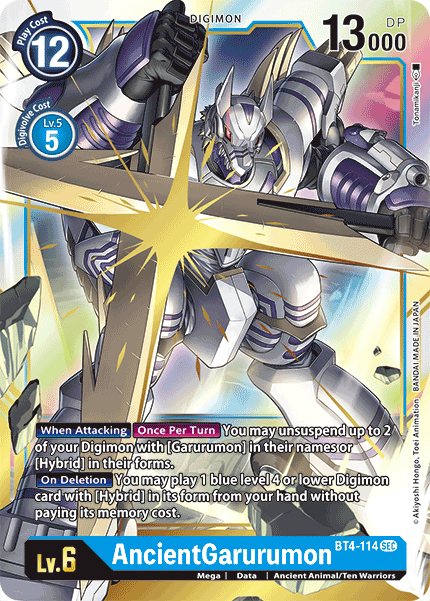 DIGIMON
Play Cost
12
13000
DP
Digivolve Cost
Lv.5
5
Tonamikanji
When Attacking Once Per Turn You may unsuspend up to 2
of your Digimon with [Garurumon] in their names or
[Hybrid] in their forms.
On Deletion You may play 1 blue level 4 or lower Digimon
card with [Hybrid] in its form from your hand without
paying its memory cost.
©Akiyoshi Hongo, Toei Animation · BANDAI MADE IN JAPAN
Lv.6
AncientGarurumon
BT4-114 SEC
Mega | Data | Ancient Animal/Ten Warriors